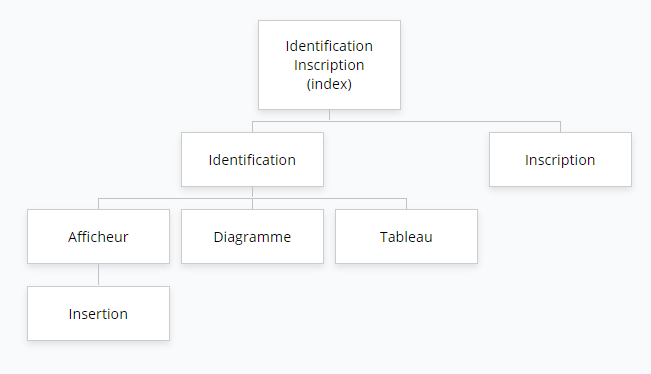 Identification
Inscription
(index)
Identification
Inscription
Afficheur
Diagramme
Tableau
Insertion